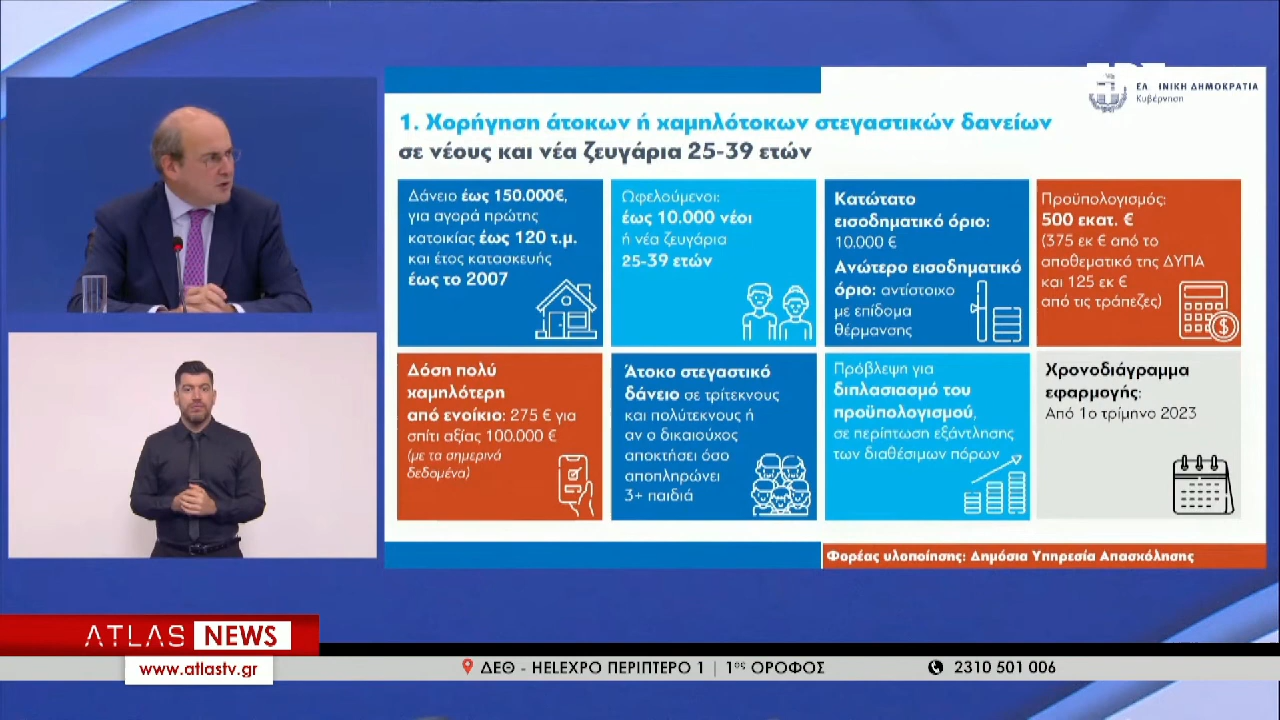 ΕΛ ΙΝΙΚΗ ΔΗΜΟΚΡΑΤΙΑ
Κυβέρνηση
1. Χορήγηση άτοκων ή χαμηλότοκων στεγαστικών δανείων
σε νέους και νέα ζευγάρια 25-39 ετών
Δάνειο έως 150.000€,
για αγορά πρώτης
κατοικίας έως 120 τ.μ.
και έτος κατασκευής
έως το 2007
Ωφελούμενοι:
έως 10.000 νέοι
ή νέα ζευγάρια
25-39 ετών
Κατώτατο
εισοδηματικό όριο:
10.000 €
Ανώτερο εισοδηματικό
όριο: αντίστοιχο
με επίδομα
θέρμανσης
Προϋπολογισμός:
500 εκατ. €
(375 εκ € από το
αποθεματικό της ΔΥΠΑ
και 125 εκ €
από τις τράπεζες)
Δόση πολύ
χαμηλότερη
από ενοίκιο: 275 € για
σπίτι αξίας 100.000 €
(με τα σημερινά
δεδομένα)
Άτοκο στεγαστικό
δάνειο σε τρίτεκνους
και πολύτεκνους ή
αν ο δικαιούχος
αποκτήσει όσο
αποπληρώνει
3+ παιδιά
Πρόβλεψη για
διπλασιασμό του
προϋπολογισμού,
σε περίπτωση εξάντλησης
των διαθέσιμων πόρων
Χρονοδιάγραμμα
εφαρμογής:
Από 1ο τρίμηνο 2023
Φορέας υλοποίησης: Δημόσια Υπηρεσία Απασχόλησης
ATLAS NEWS
www.atlastv.gr
ΔΕΘ - HELEXPO ΠΕΡΙΠΤΕΡΟ 1 | 1ος ΟΡΟΦΟΣ
2310 501 006